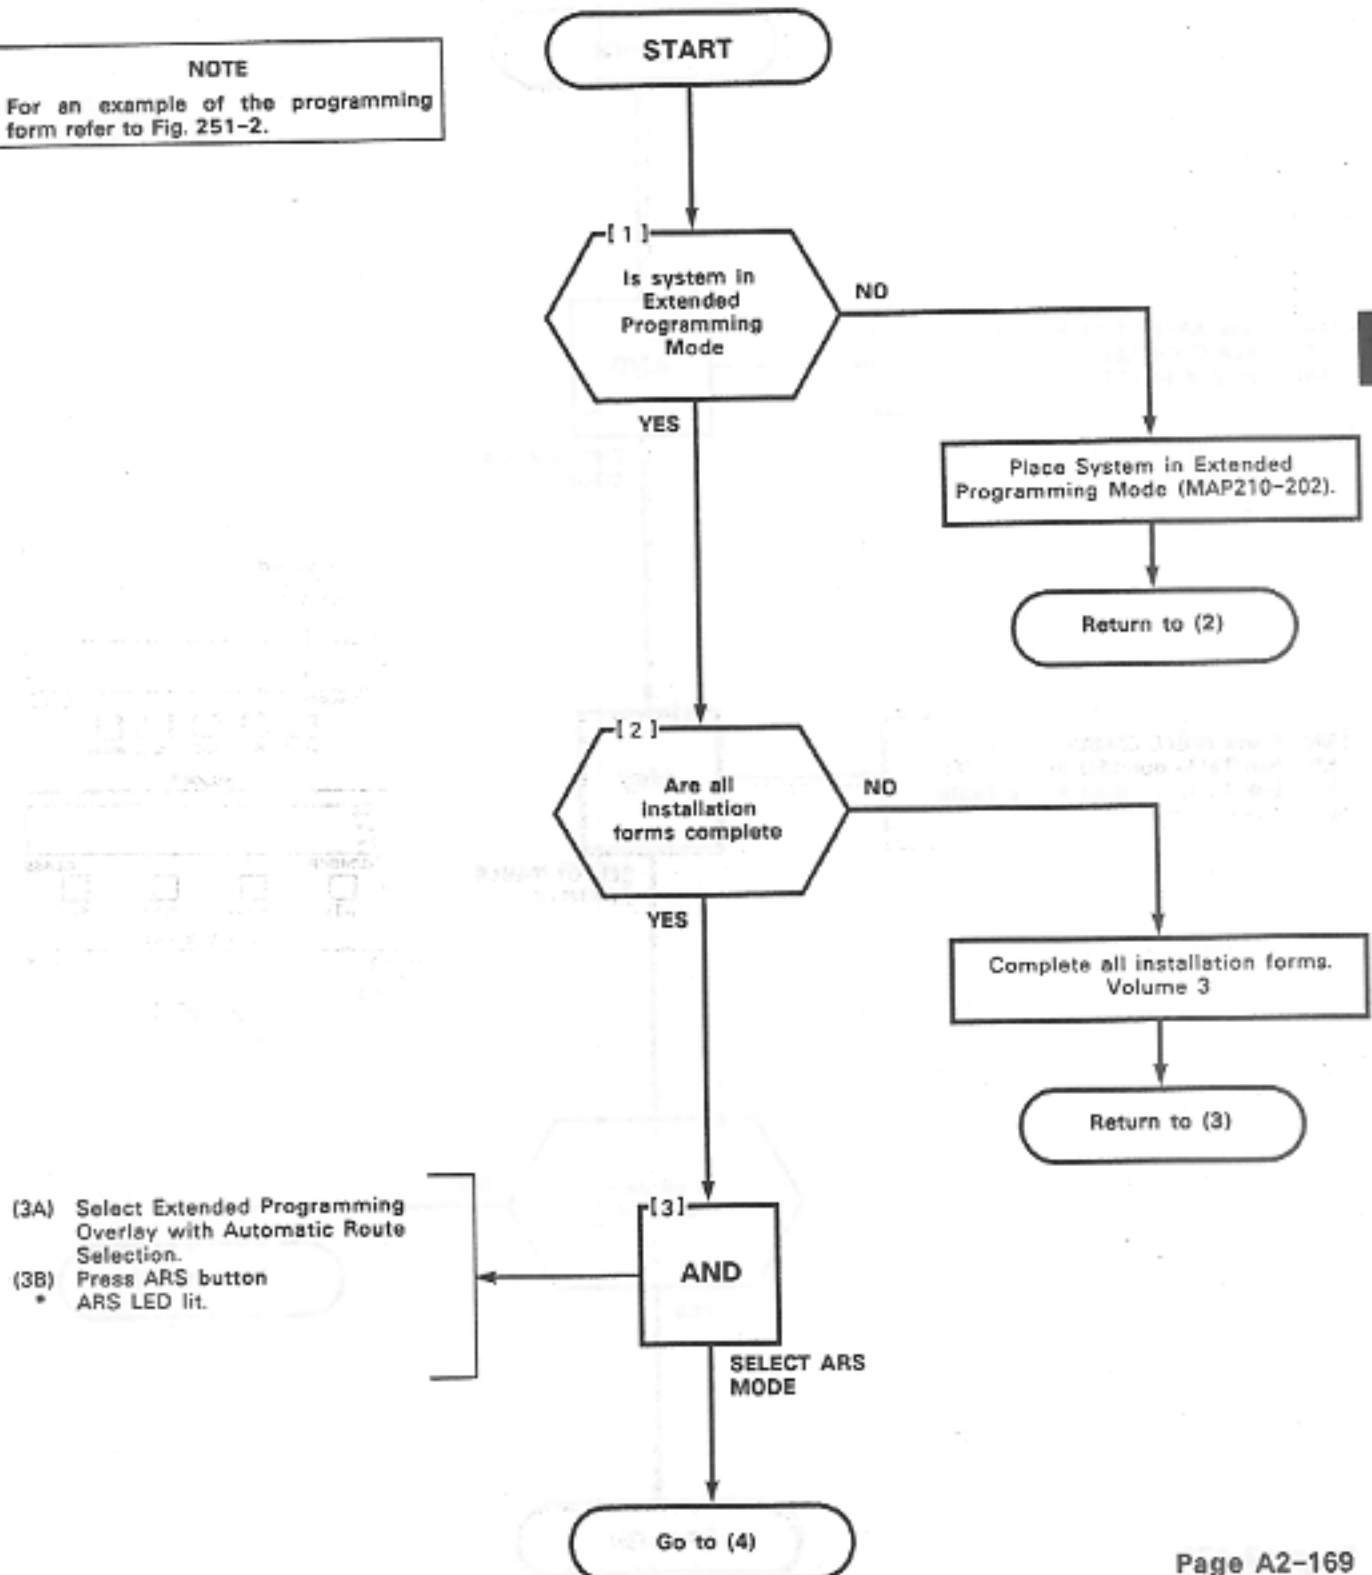 START
NOTE
For an example of the programming
form refer to Fig. 251-2.
[ 1 ]
Is system in
Extended
Programming
Mode
NO
YES
Place System in Extended
Programming Mode (MAP210-202).
Return to (2)
[ 2 ]
Are all
installation
forms complete
NO
YES
Complete all installation forms.
Volume 3
Return to (3)
(3A) Select Extended Programming
Overlay with Automatic Route
Selection.
(3B) Press ARS button
* ARS LED lit.
[3]
AND
SELECT ARS
MODE
Go to (4)
Page A2-169